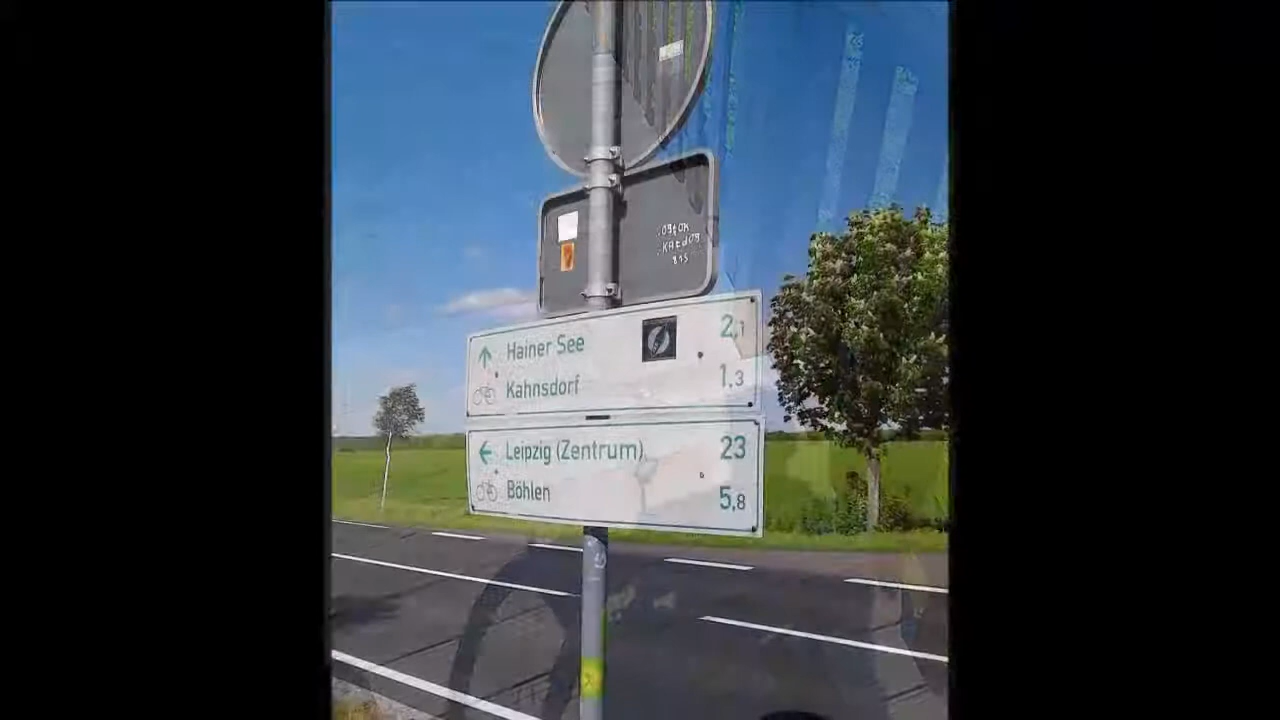 Hainer See 2,1
Kahnsdorf 1,3
Leipzig (Zentrum) 23
Böhlen 5,8